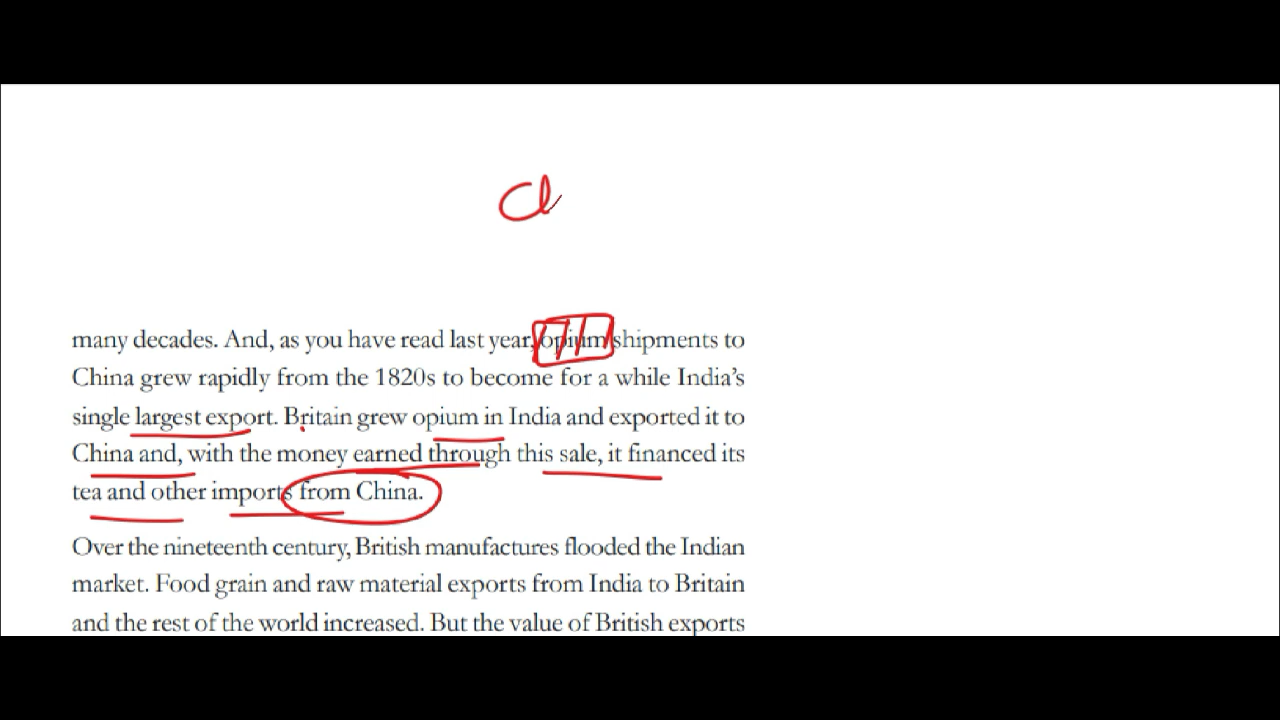 many decades. And, as you have read last year, opium shipments to
China grew rapidly from the 1820s to become for a while India's
single largest export. Britain grew opium in India and exported it to
China and, with the money earned through this sale, it financed its
tea and other imports from China.
Over the nineteenth century, British manufactures flooded the Indian
market. Food grain and raw material exports from India to Britain
and the rest of the world increased. But the value of British exports